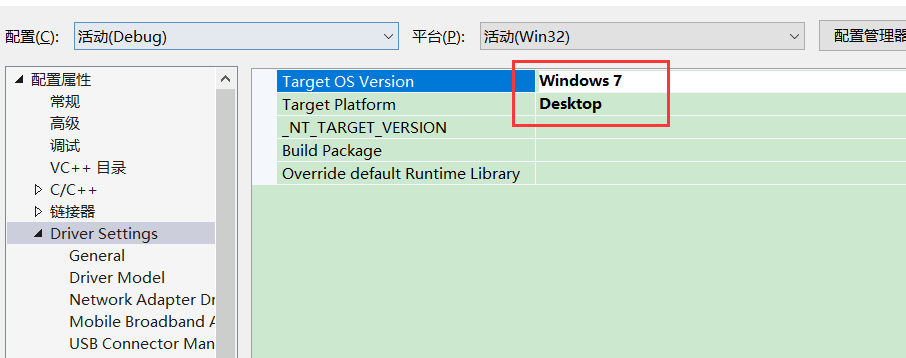 配置(C):
活动(Debug)
平台(P):
活动(Win32)
配置管理器
配置属性
常规
高级
调试
VC++ 目录
C/C++
链接器
Driver Settings
General
Driver Model
Network Adapter Dr
Mobile Broadband A
USB Connector Man
Target OS Version
Windows 7
Target Platform
Desktop
_NT_TARGET_VERSION
Build Package
Override default Runtime Library